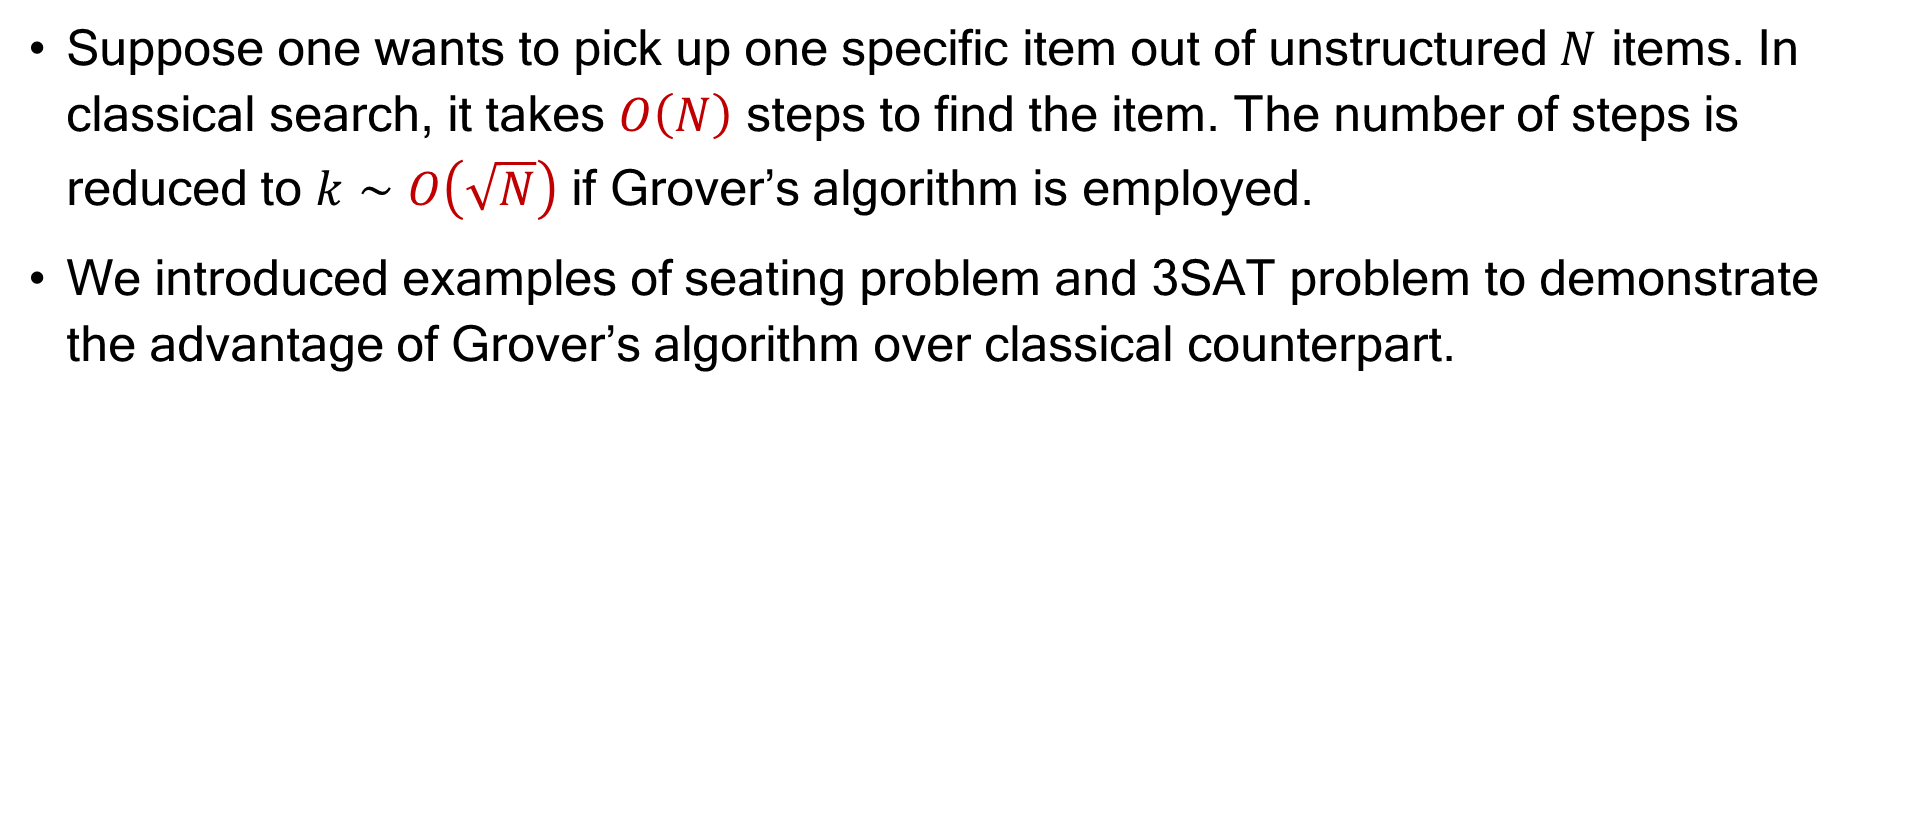 • Suppose one wants to pick up one specific item out of unstructured N items. In
classical search, it takes O(N) steps to find the item. The number of steps is
reduced to k ~ O(√N) if Grover’s algorithm is employed.
• We introduced examples of seating problem and 3SAT problem to demonstrate
the advantage of Grover’s algorithm over classical counterpart.